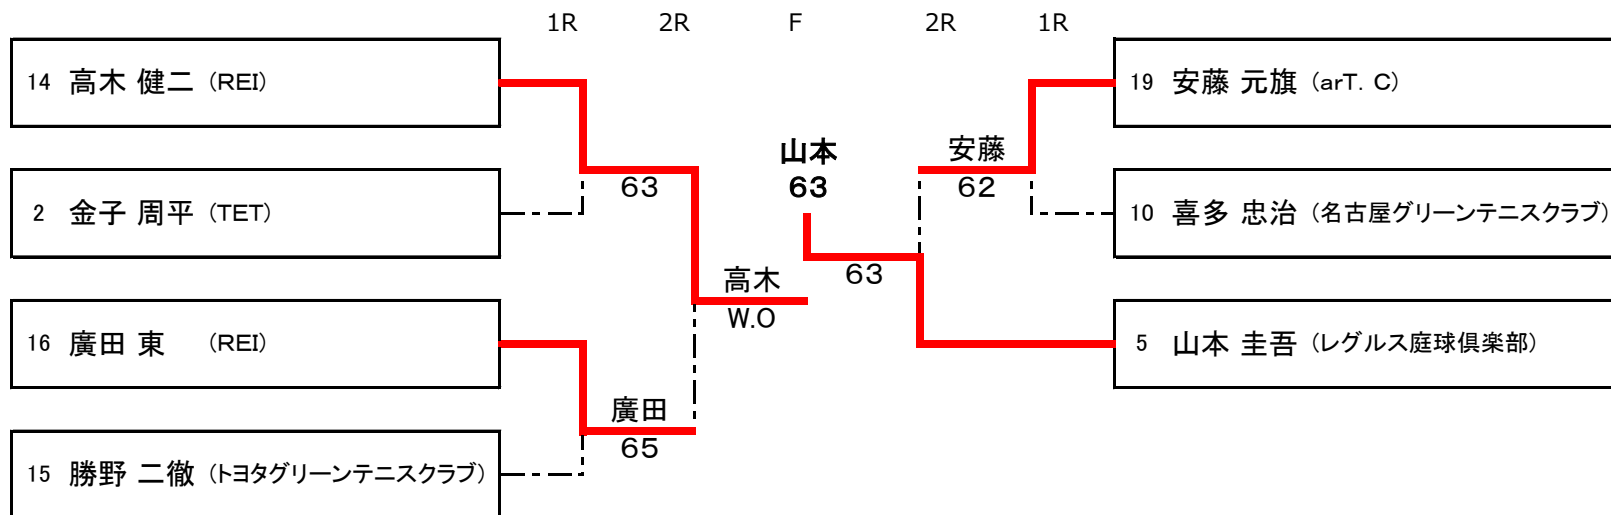 1R 2R F 2R 1R
14 高木 健二 (REI)
19 安藤 元旗 (arT. C)
山本
63
安藤
62
63
2 金子 周平 (TET)
10 喜多 忠治 (名古屋グリーンテニスクラブ)
高木
W.O
63
16 廣田 東 (REI)
5 山本 圭吾 (レグルス庭球倶楽部)
廣田
65
15 勝野 二徹 (トヨタグリーンテニスクラブ)